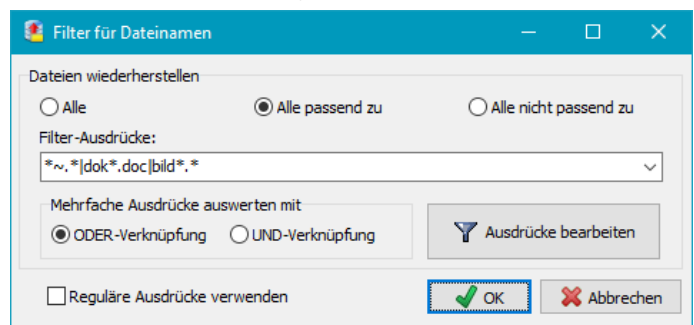 Filter für Dateinamen
Dateien wiederherstellen
Alle Alle passend zu Alle nicht passend zu
Filter-Ausdrücke:
*~.*|dok*.doc|bild*.*
Mehrfache Ausdrücke auswerten mit
ODER-Verknüpfung UND-Verknüpfung Ausdrücke bearbeiten
Reguläre Ausdrücke verwenden OK Abbrechen